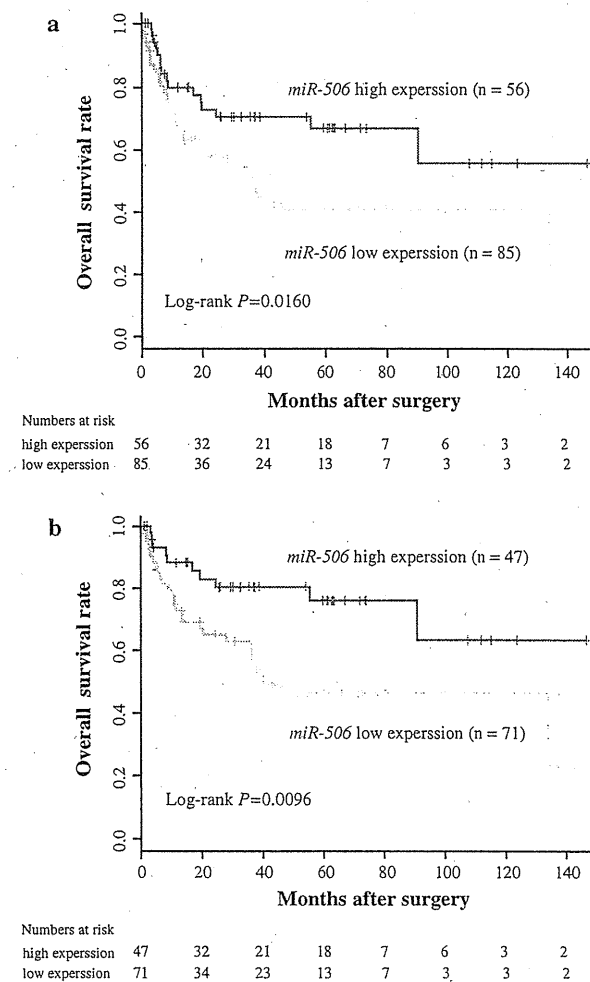 a
Overall survival rate
1.0
0.8
0.6
0.4
0.2
0.0
miR-506 high experssion (n = 56)
miR-506 low experssion (n = 85)
Log-rank P=0.0160
0 20 40 60 80 100 120 140
Months after surgery
Numbers at risk
high experssion 56 32 21 18 7 6 3 2
low experssion 85 36 24 13 7 3 3 2
b
Overall survival rate
1.0
0.8
0.6
0.4
0.2
0.0
miR-506 high experssion (n = 47)
miR-506 low experssion (n = 71)
Log-rank P=0.0096
0 20 40 60 80 100 120 140
Months after surgery
Numbers at risk
high experssion 47 32 21 18 7 6 3 2
low experssion 71 34 23 13 7 3 3 2